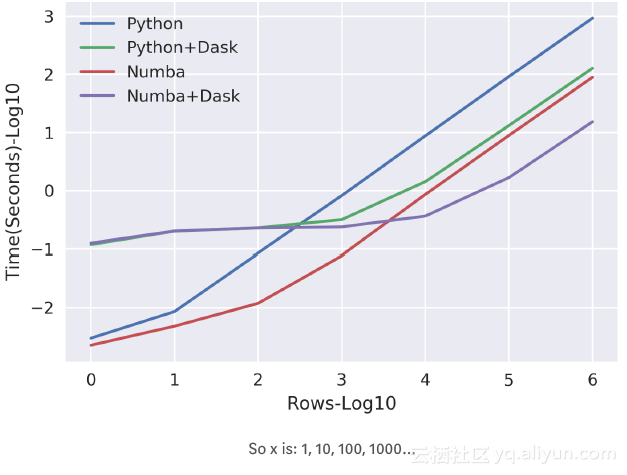 Python
Python+Dask
Numba
Numba+Dask
3
2
1
0
−1
−2
Time(Seconds)-Log10
0 1 2 3 4 5 6
Rows-Log10
So x is: 1, 10, 100, 1000...
云栖社区 yq.aliyun.com